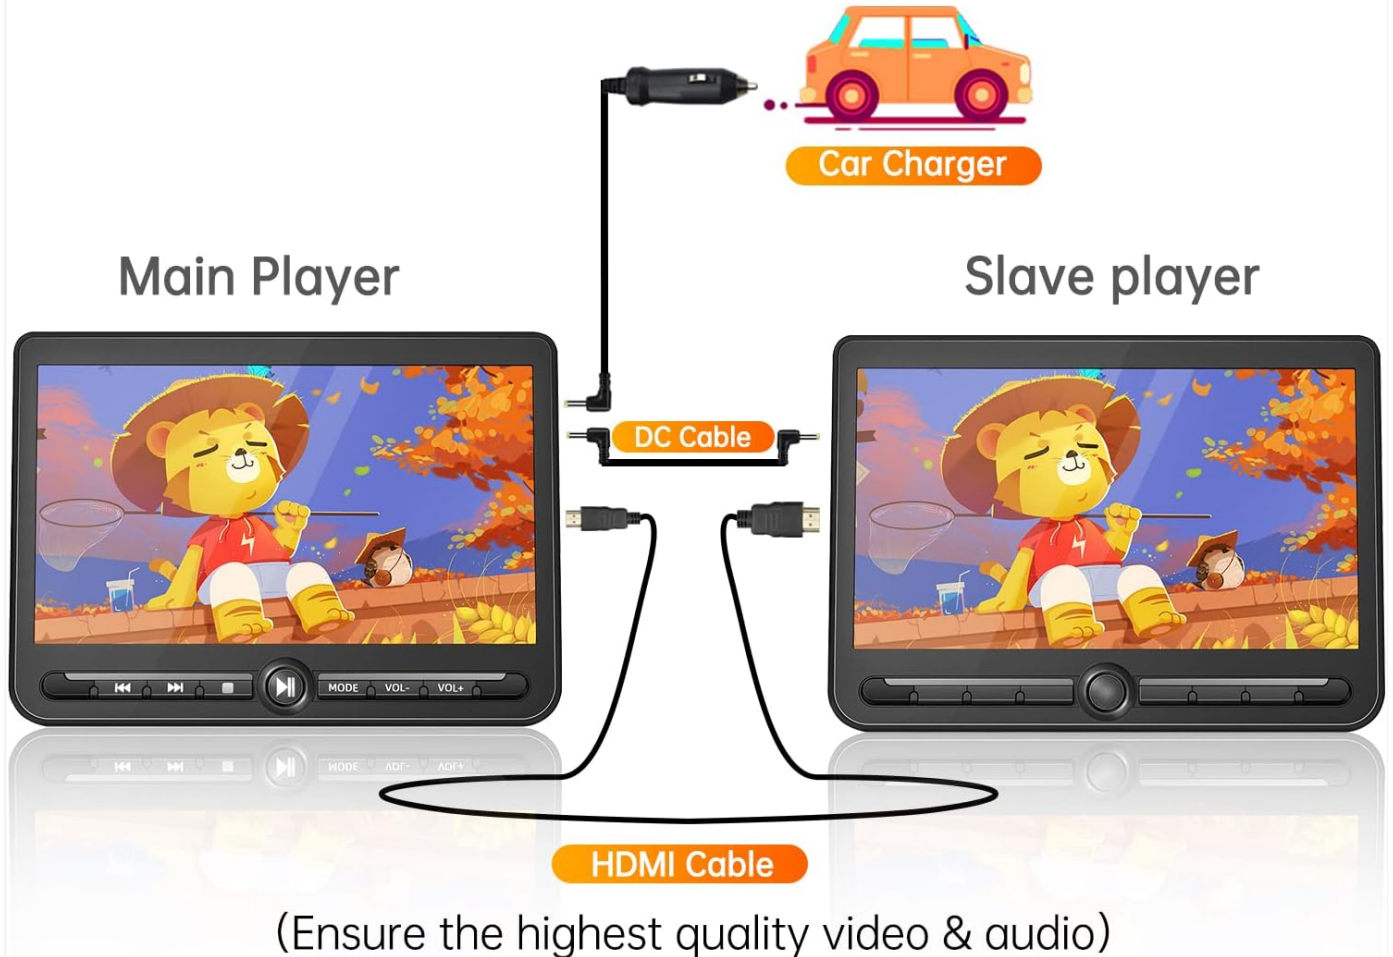 Car Charger
Main Player
Slave player
DC Cable
MODE
VOL-
VOL+
HDMI Cable
(Ensure the highest quality video & audio)